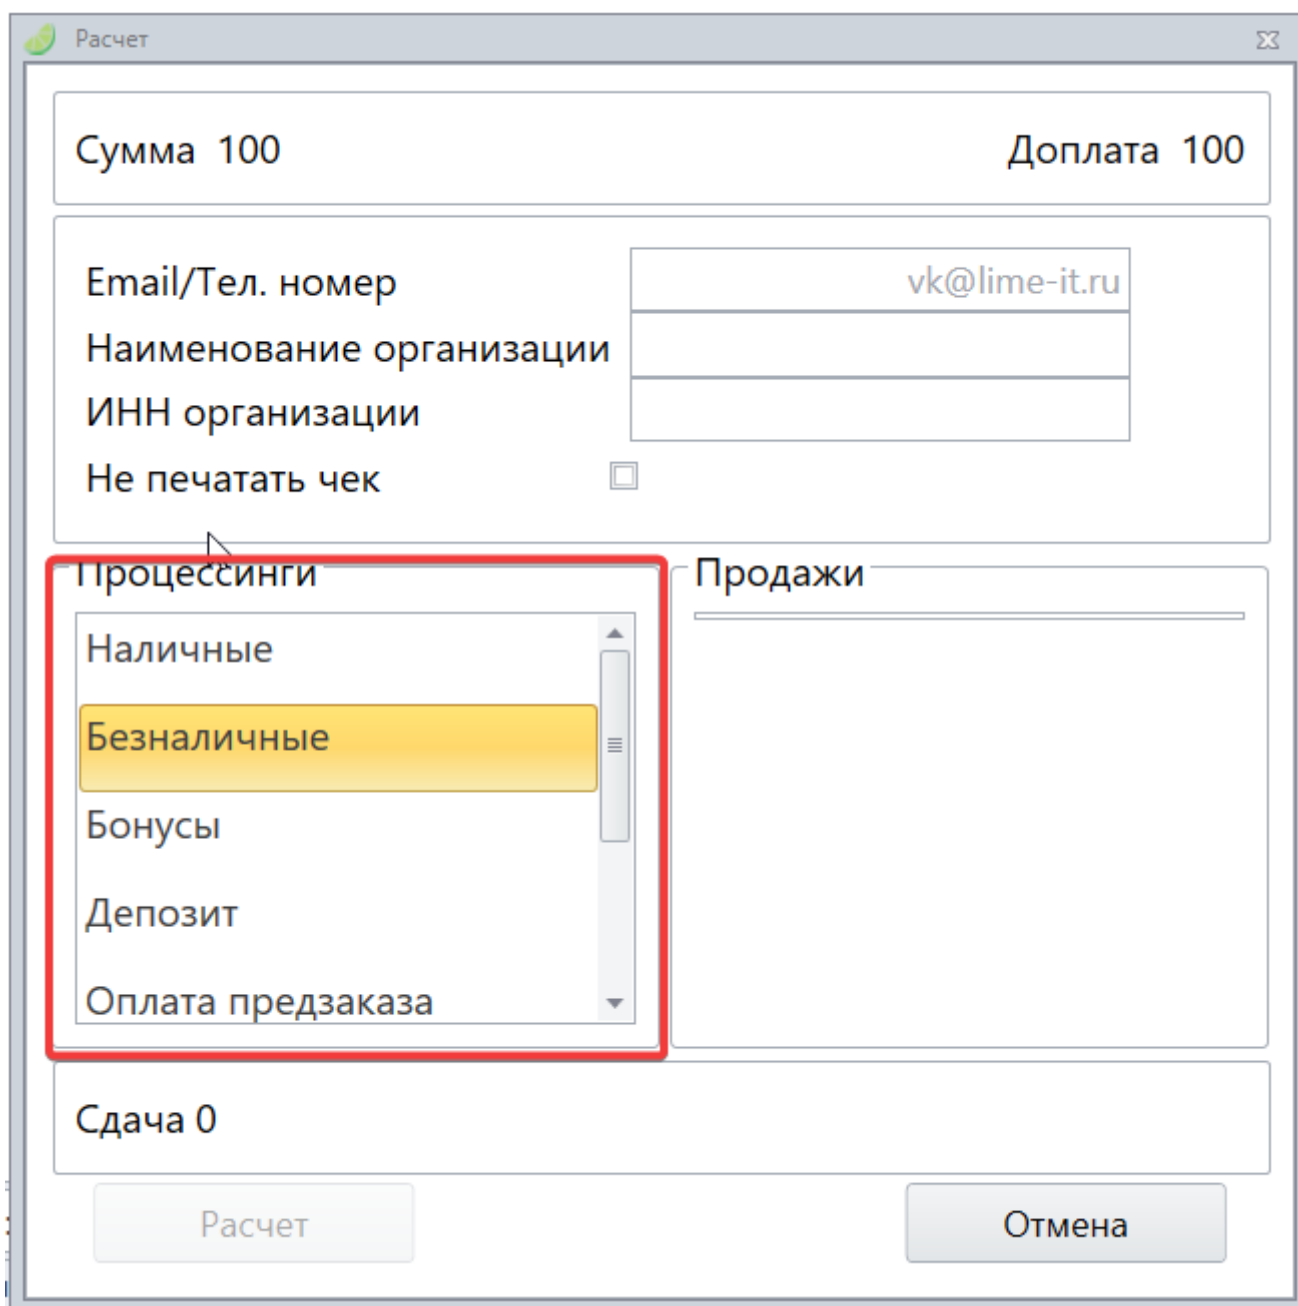 Расчет
Сумма 100 Доплата 100
Email/Тел. номер vk@lime-it.ru
Наименование организации
ИНН организации
Не печатать чек
Процессинги
Наличные
Безналичные
Бонусы
Депозит
Оплата предзаказа
Продажи
Сдача 0
Расчет Отмена